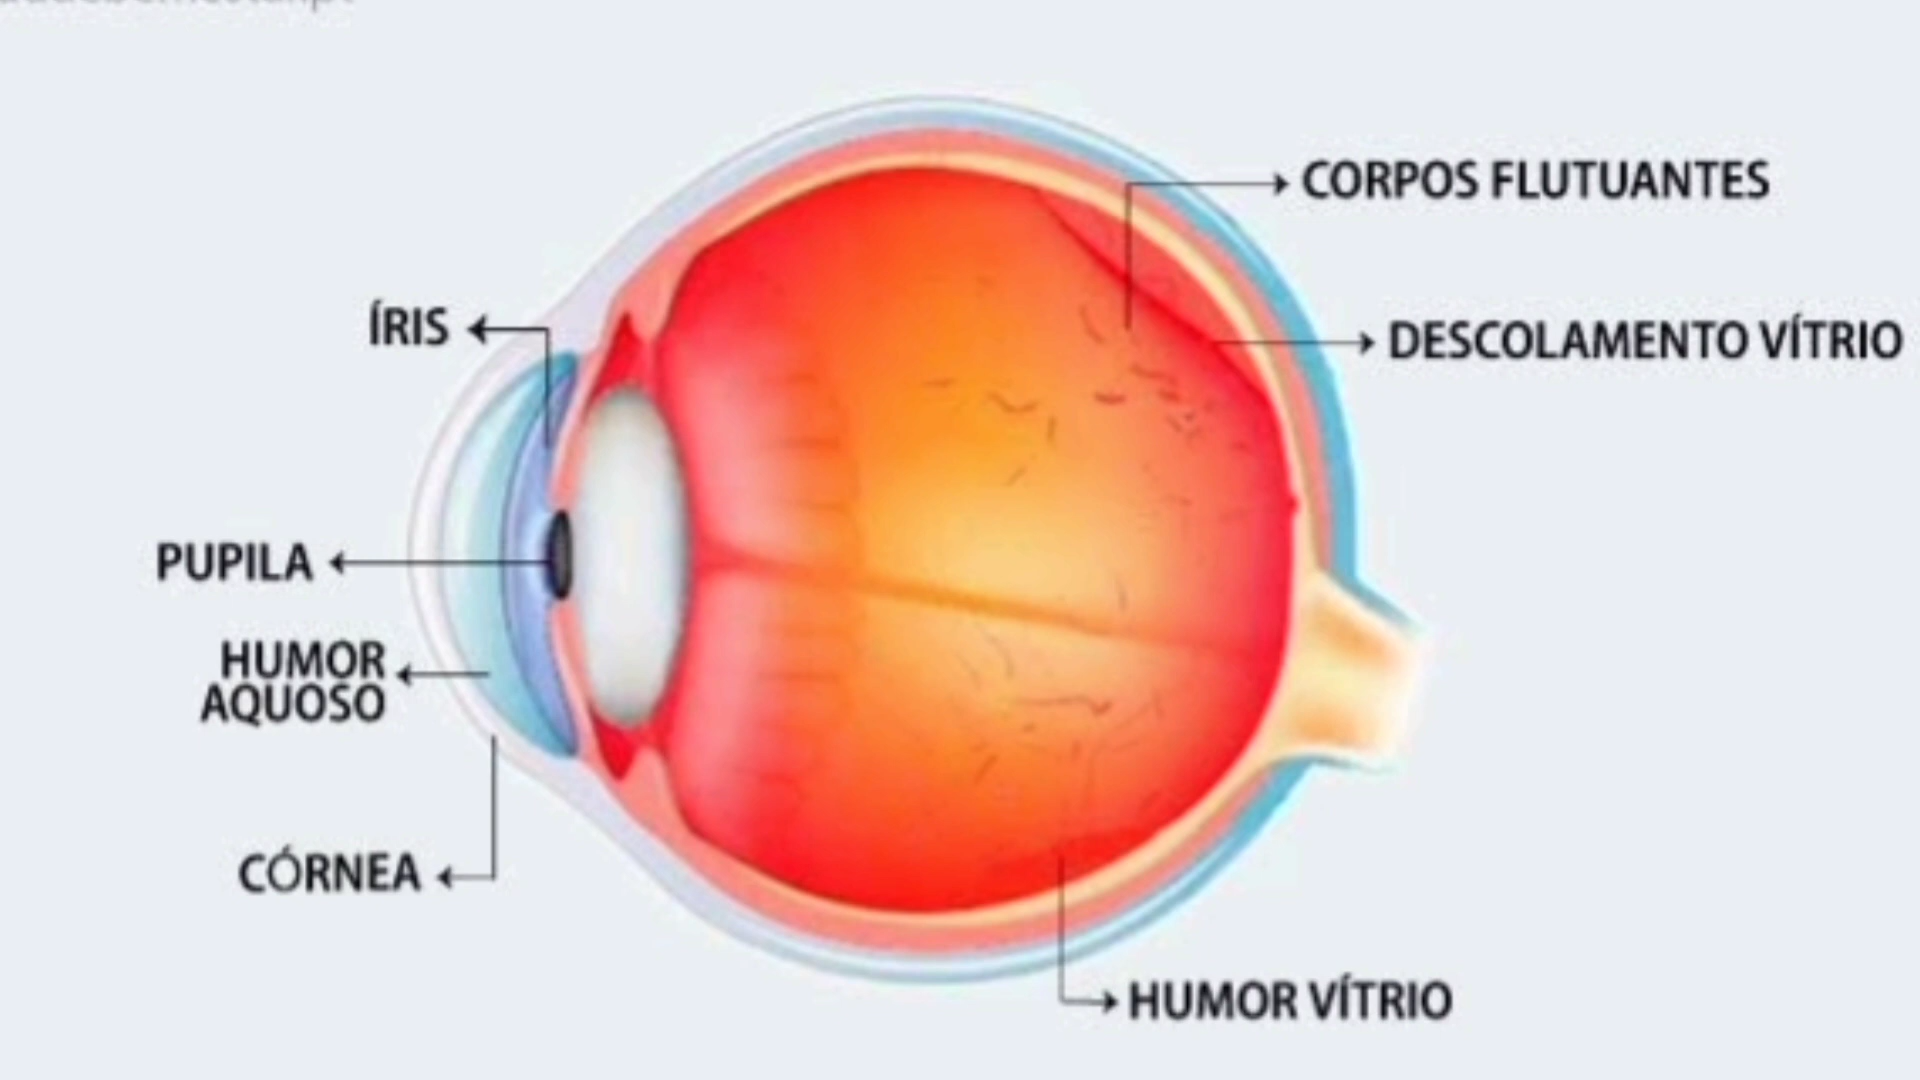 CORPOS FLUTUANTES
ÍRIS
DESCOLAMENTO VÍTRIO
PUPILA
HUMOR
AQUOSO
CÓRNEA
HUMOR VÍTRIO